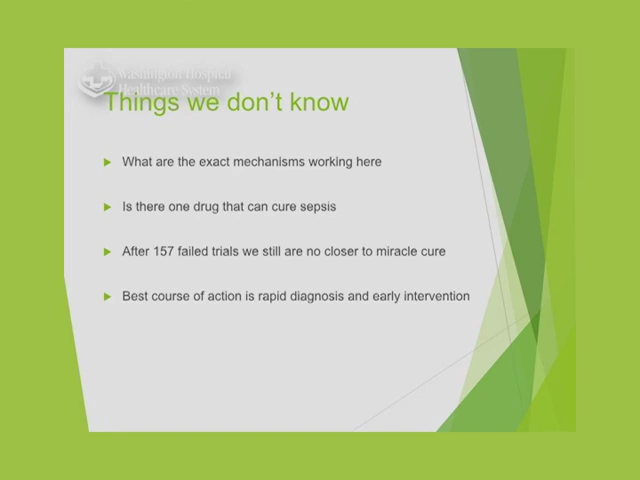 Washington Hospital
Healthcare System
Things we don't know
What are the exact mechanisms working here
Is there one drug that can cure sepsis
After 157 failed trials we still are no closer to miracle cure
Best course of action is rapid diagnosis and early intervention